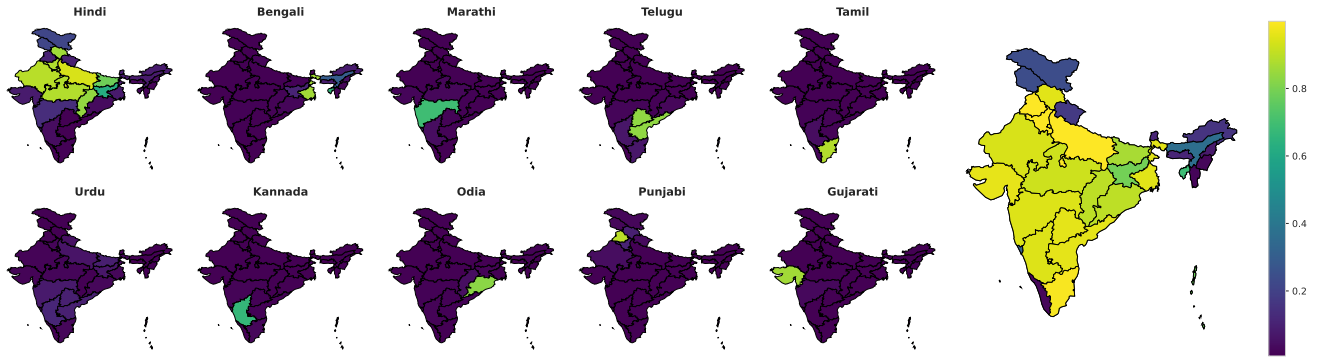 Hindi
Bengali
Marathi
Telugu
Tamil
Urdu
Kannada
Odia
Punjabi
Gujarati
0.8
0.6
0.4
0.2